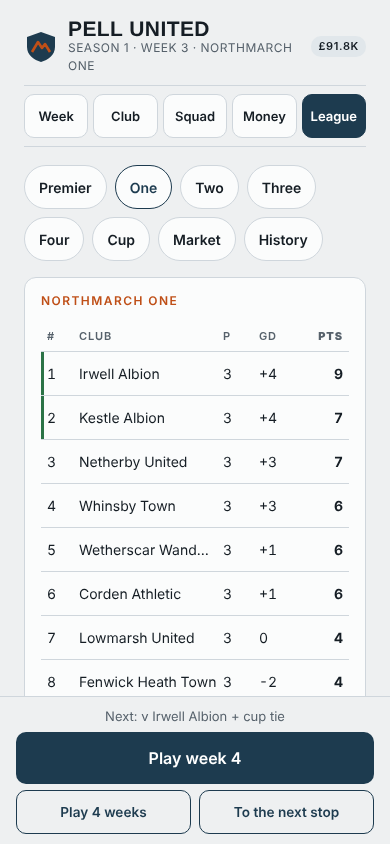 PELL UNITED
SEASON 1 · WEEK 3 · NORTHMARCH
ONE
£91.8K
Week Club Squad Money League
Premier One Two Three
Four Cup Market History
NORTHMARCH ONE
# CLUB P GD PTS
1 Irwell Albion 3 +4 9
2 Kestle Albion 3 +4 7
3 Netherby United 3 +3 7
4 Whinsby Town 3 +3 6
5 Wetherscar Wand... 3 +1 6
6 Corden Athletic 3 +1 6
7 Lowmarsh United 3 0 4
8 Fenwick Heath Town 3 -2 4
Next: v Irwell Albion + cup tie
Play week 4
Play 4 weeks To the next stop